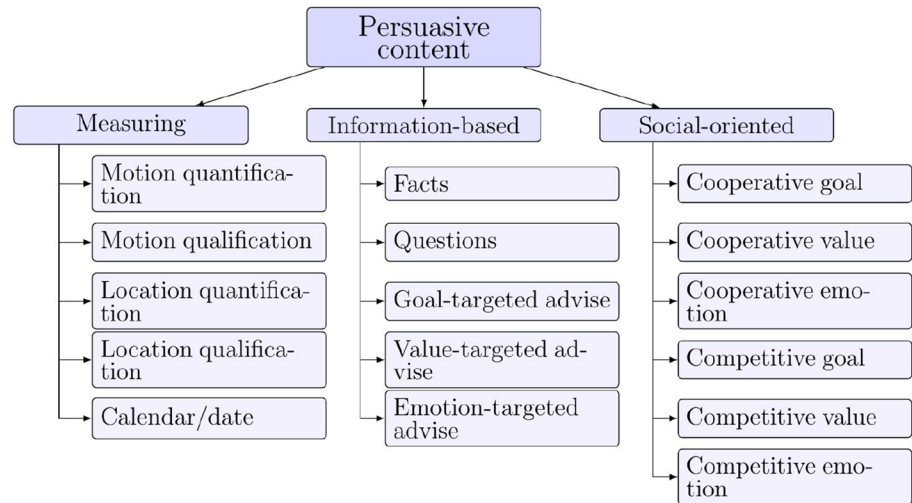 Persuasive
content
Measuring
Motion quantifica-
tion
Motion qualification
Location quantifica-
tion
Location qualifica-
tion
Calendar/date
Information-based
Facts
Questions
Goal-targeted advise
Value-targeted ad-
vise
Emotion-targeted
advise
Social-oriented
Cooperative goal
Cooperative value
Cooperative emo-
tion
Competitive goal
Competitive value
Competitive emo-
tion